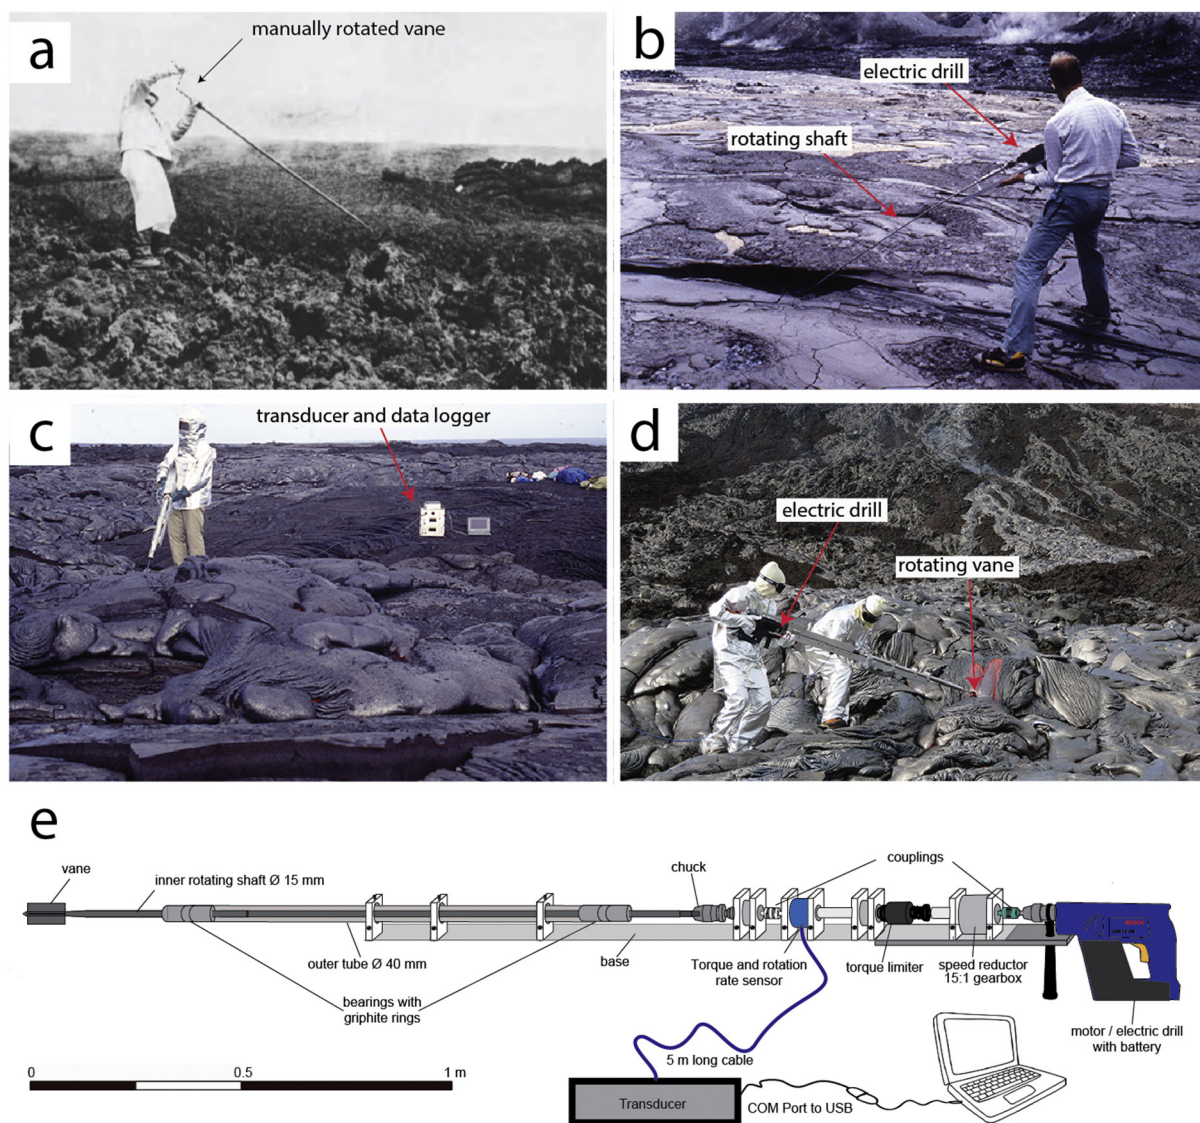 a
manually rotated vane
b
electric drill
rotating shaft
c
transducer and data logger
d
electric drill
rotating vane
e
vane
inner rotating shaft Ø 15 mm
chuck
couplings
outer tube Ø 40 mm
base
Torque and rotation
rate sensor
torque limiter
speed reductor
15:1 gearbox
bearings with
griphite rings
motor / electric drill
with battery
5 m long cable
0
0.5
1 m
Transducer
COM Port to USB
BOSCH